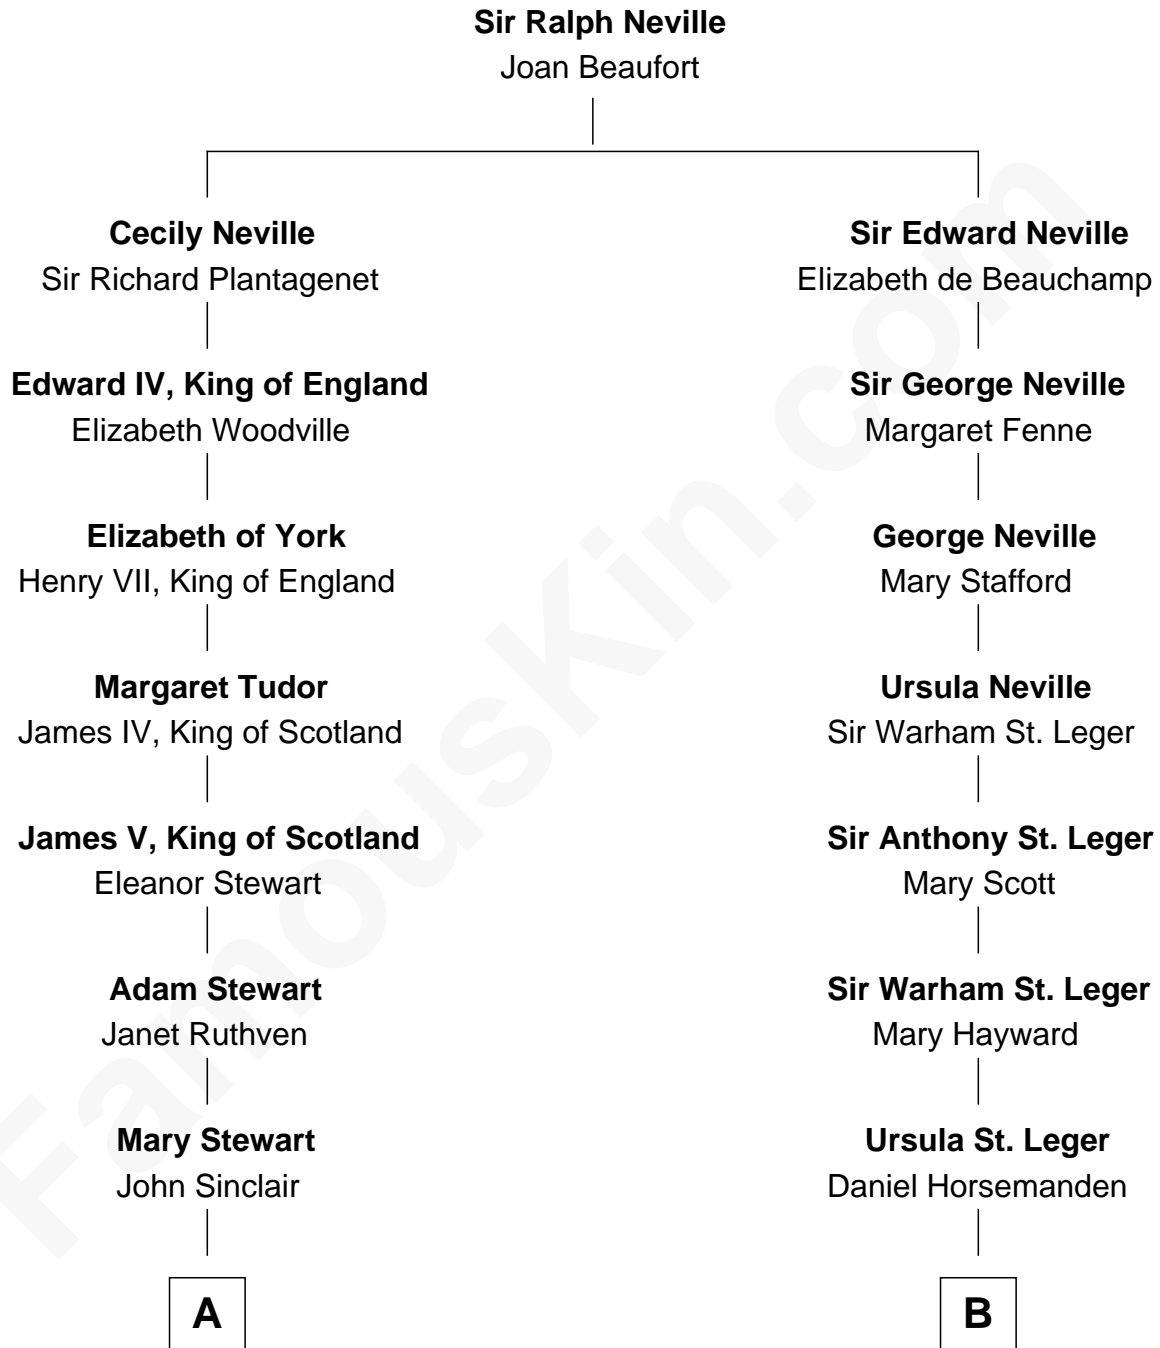 Sir Ralph Neville
Joan Beaufort
Cecily Neville
Sir Richard Plantagenet
Sir Edward Neville
Elizabeth de Beauchamp
Edward IV, King of England
Elizabeth Woodville
Sir George Neville
Margaret Fenne
Elizabeth of York
Henry VII, King of England
George Neville
Mary Stafford
Margaret Tudor
James IV, King of Scotland
Ursula Neville
Sir Warham St. Leger
James V, King of Scotland
Eleanor Stewart
Sir Anthony St. Leger
Mary Scott
Adam Stewart
Janet Ruthven
Sir Warham St. Leger
Mary Hayward
Mary Stewart
John Sinclair
Ursula St. Leger
Daniel Horsemanden
A
B
FamousKin.com